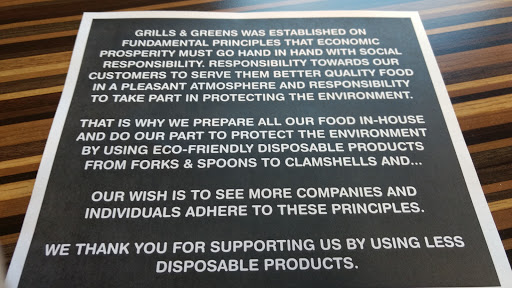 GRILLS & GREENS WAS ESTABLISHED ON
FUNDAMENTAL PRINCIPLES THAT ECONOMIC
PROSPERITY MUST GO HAND IN HAND WITH SOCIAL
RESPONSIBILITY. RESPONSIBILITY TOWARDS OUR
CUSTOMERS TO SERVE THEM BETTER QUALITY FOOD
IN A PLEASANT ATMOSPHERE AND RESPONSIBILITY
TO TAKE PART IN PROTECTING THE ENVIRONMENT.
THAT IS WHY WE PREPARE ALL OUR FOOD IN-HOUSE
AND DO OUR PART TO PROTECT THE ENVIRONMENT
BY USING ECO-FRIENDLY DISPOSABLE PRODUCTS
FROM FORKS & SPOONS TO CLAMSHELLS AND...
OUR WISH IS TO SEE MORE COMPANIES AND
INDIVIDUALS ADHERE TO THESE PRINCIPLES.
WE THANK YOU FOR SUPPORTING US BY USING LESS
DISPOSABLE PRODUCTS.